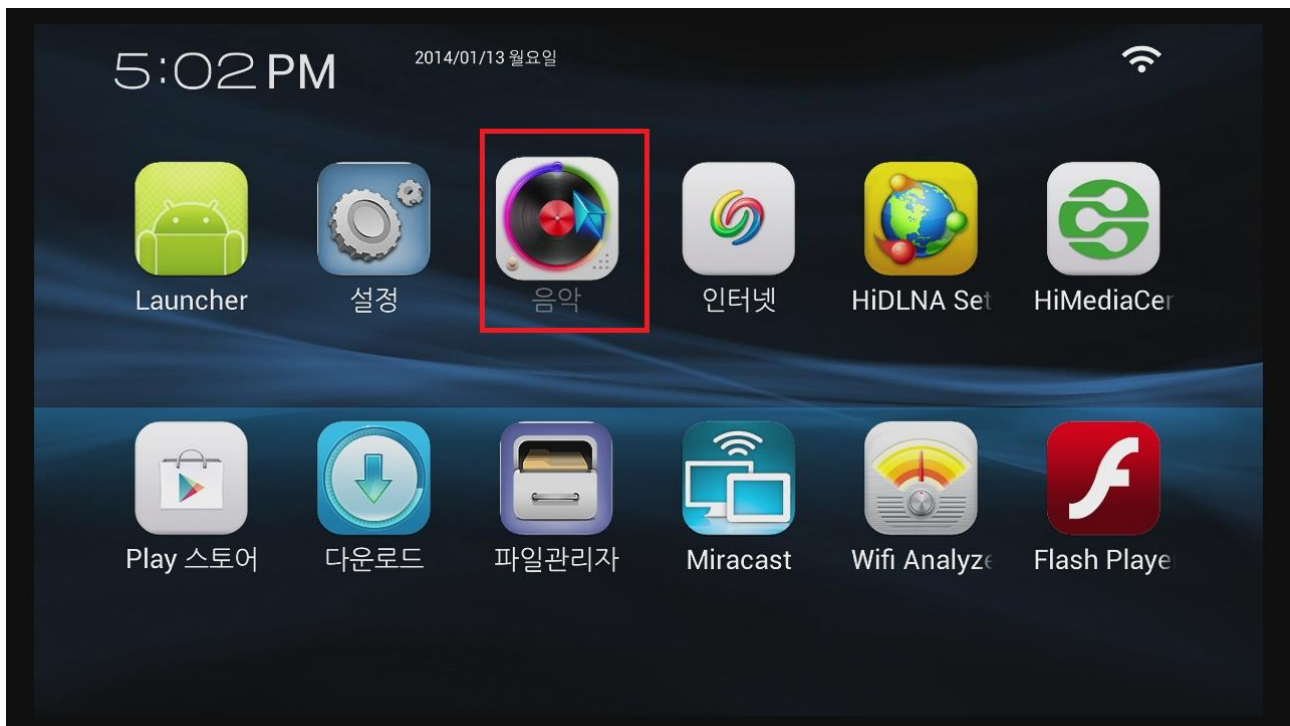 5:02 PM
2014/01/13 월요일
Launcher
설정
음악
인터넷
HiDLNA Set
HiMediaCer
Play 스토어
다운로드
파일관리자
Miracast
Wifi Analyze
Flash Playe